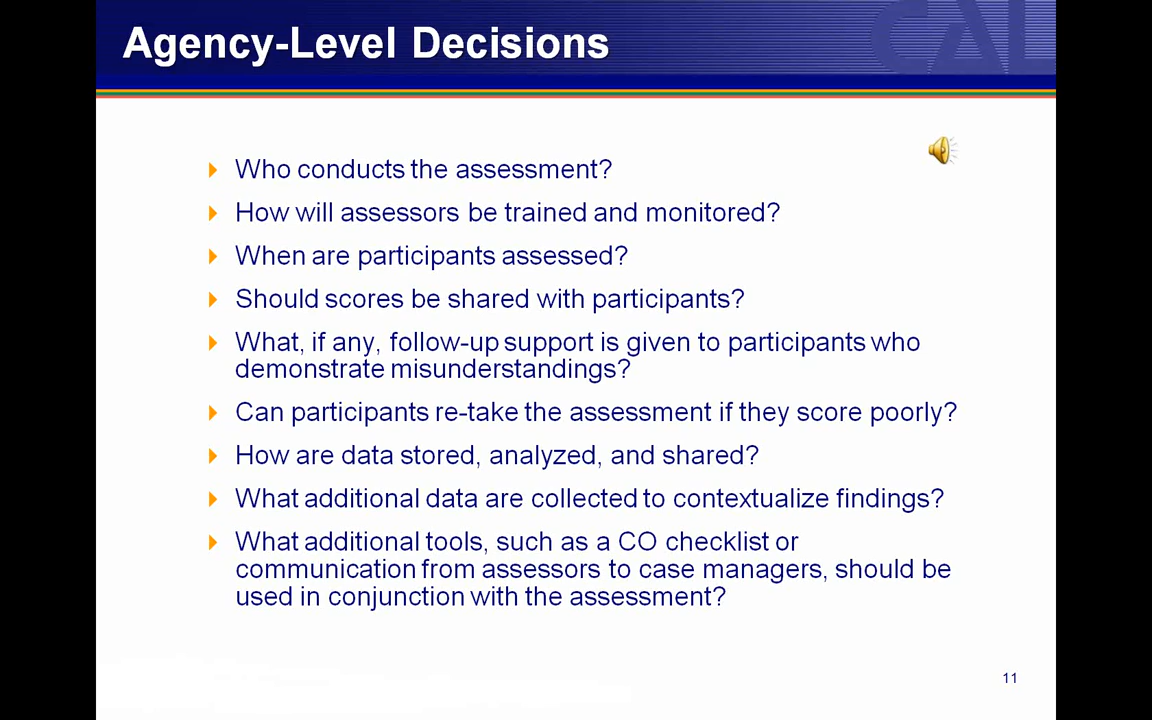 CAL
Agency-Level Decisions
Who conducts the assessment?
How will assessors be trained and monitored?
When are participants assessed?
Should scores be shared with participants?
What, if any, follow-up support is given to participants who
demonstrate misunderstandings?
Can participants re-take the assessment if they score poorly?
How are data stored, analyzed, and shared?
What additional data are collected to contextualize findings?
What additional tools, such as a CO checklist or
communication from assessors to case managers, should be
used in conjunction with the assessment?
11